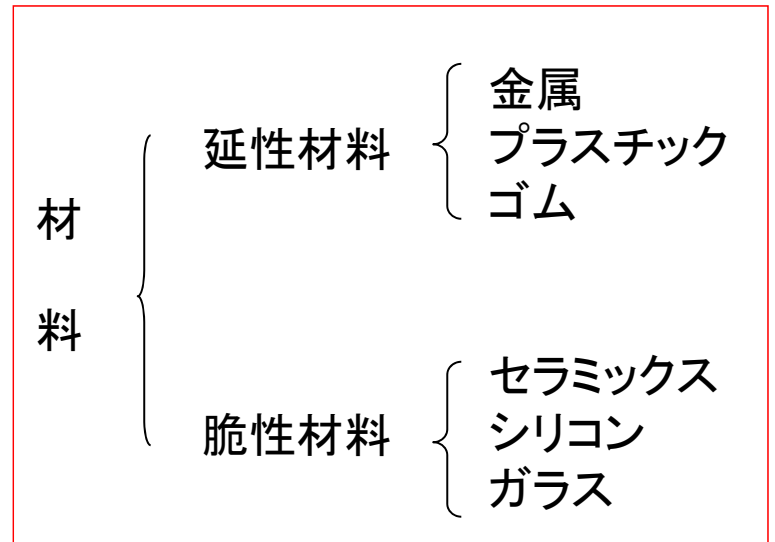 材料
延性材料
金属
プラスチック
ゴム
脆性材料
セラミックス
シリコン
ガラス